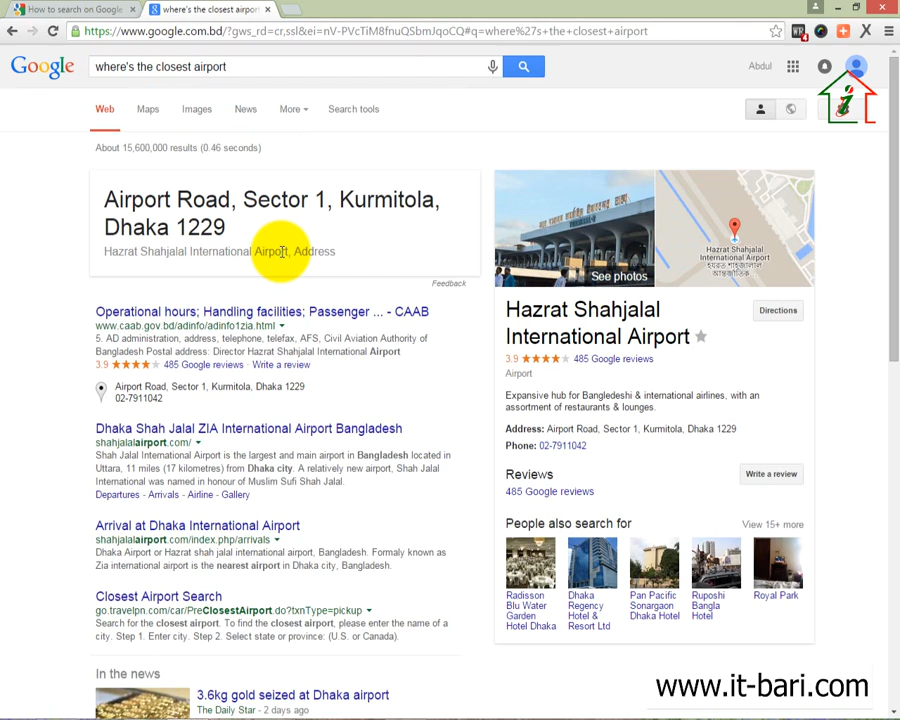 How to search on Google
where's the closest airport
https://www.google.com.bd/?gws_rd=cr,ssl&ei=nV-PVcTiM8fnuQSbmJqoCQ#q=where%27s+the+closest+airport
Google
where's the closest airport
Abdul
Web
Maps
Images
News
More
Search tools
About 15,600,000 results (0.46 seconds)
Airport Road, Sector 1, Kurmitola,
Dhaka 1229
Hazrat Shahjalal International Airport, Address
Feedback
Operational hours; Handling facilities; Passenger ... - CAAB
www.caab.gov.bd/adinfo/adinfo1zia.html
5. AD administration, address, telephone, telefax, AFS, Civil Aviation Authority of
Bangladesh Postal address: Director Hazrat Shahjalal International Airport
3.9 485 Google reviews - Write a review
Airport Road, Sector 1, Kurmitola, Dhaka 1229
02-7911042
Dhaka Shah Jalal ZIA International Airport Bangladesh
shahjalalairport.com/
Shah Jalal International Airport is the largest and main airport in Bangladesh located in
Uttara, 11 miles (17 kilometres) from Dhaka city. A relatively new airport, Shah Jalal
International was named in honour of Muslim Sufi Shah Jalal.
Departures - Arrivals - Airline - Gallery
Arrival at Dhaka International Airport
shahjalalairport.com/index.php/arrivals
Dhaka Airport or Hazrat shah jalal international airport, Bangladesh. Formaly known as
Zia international airport is the nearest airport in Dhaka city, Bangladesh.
Closest Airport Search
go.travelpn.com/car/PreClosestAirport.do?txnType=pickup
Search for the closest airport. To find the closest airport, please enter the name of a
city. Step 1. Enter city. Step 2. Select state or province: (U.S. or Canada).
In the news
3.6kg gold seized at Dhaka airport
The Daily Star - 2 days ago
See photos
Hazrat Shahjalal
International Airport
হযরত শাহজালাল
আন্তর্জাতিক
Hazrat Shahjalal
International Airport
Directions
3.9 485 Google reviews
Airport
Expansive hub for Bangledeshi & international airlines, with an
assortment of restaurants & lounges.
Address: Airport Road, Sector 1, Kurmitola, Dhaka 1229
Phone: 02-7911042
Reviews
Write a review
485 Google reviews
People also search for
View 15+ more
Radisson
Blu Water
Garden
Hotel Dhaka
Dhaka
Regency
Hotel &
Resort Ltd
Pan Pacific
Sonargaon
Dhaka Hotel
Ruposhi
Bangla
Hotel
Royal Park
www.it-bari.com